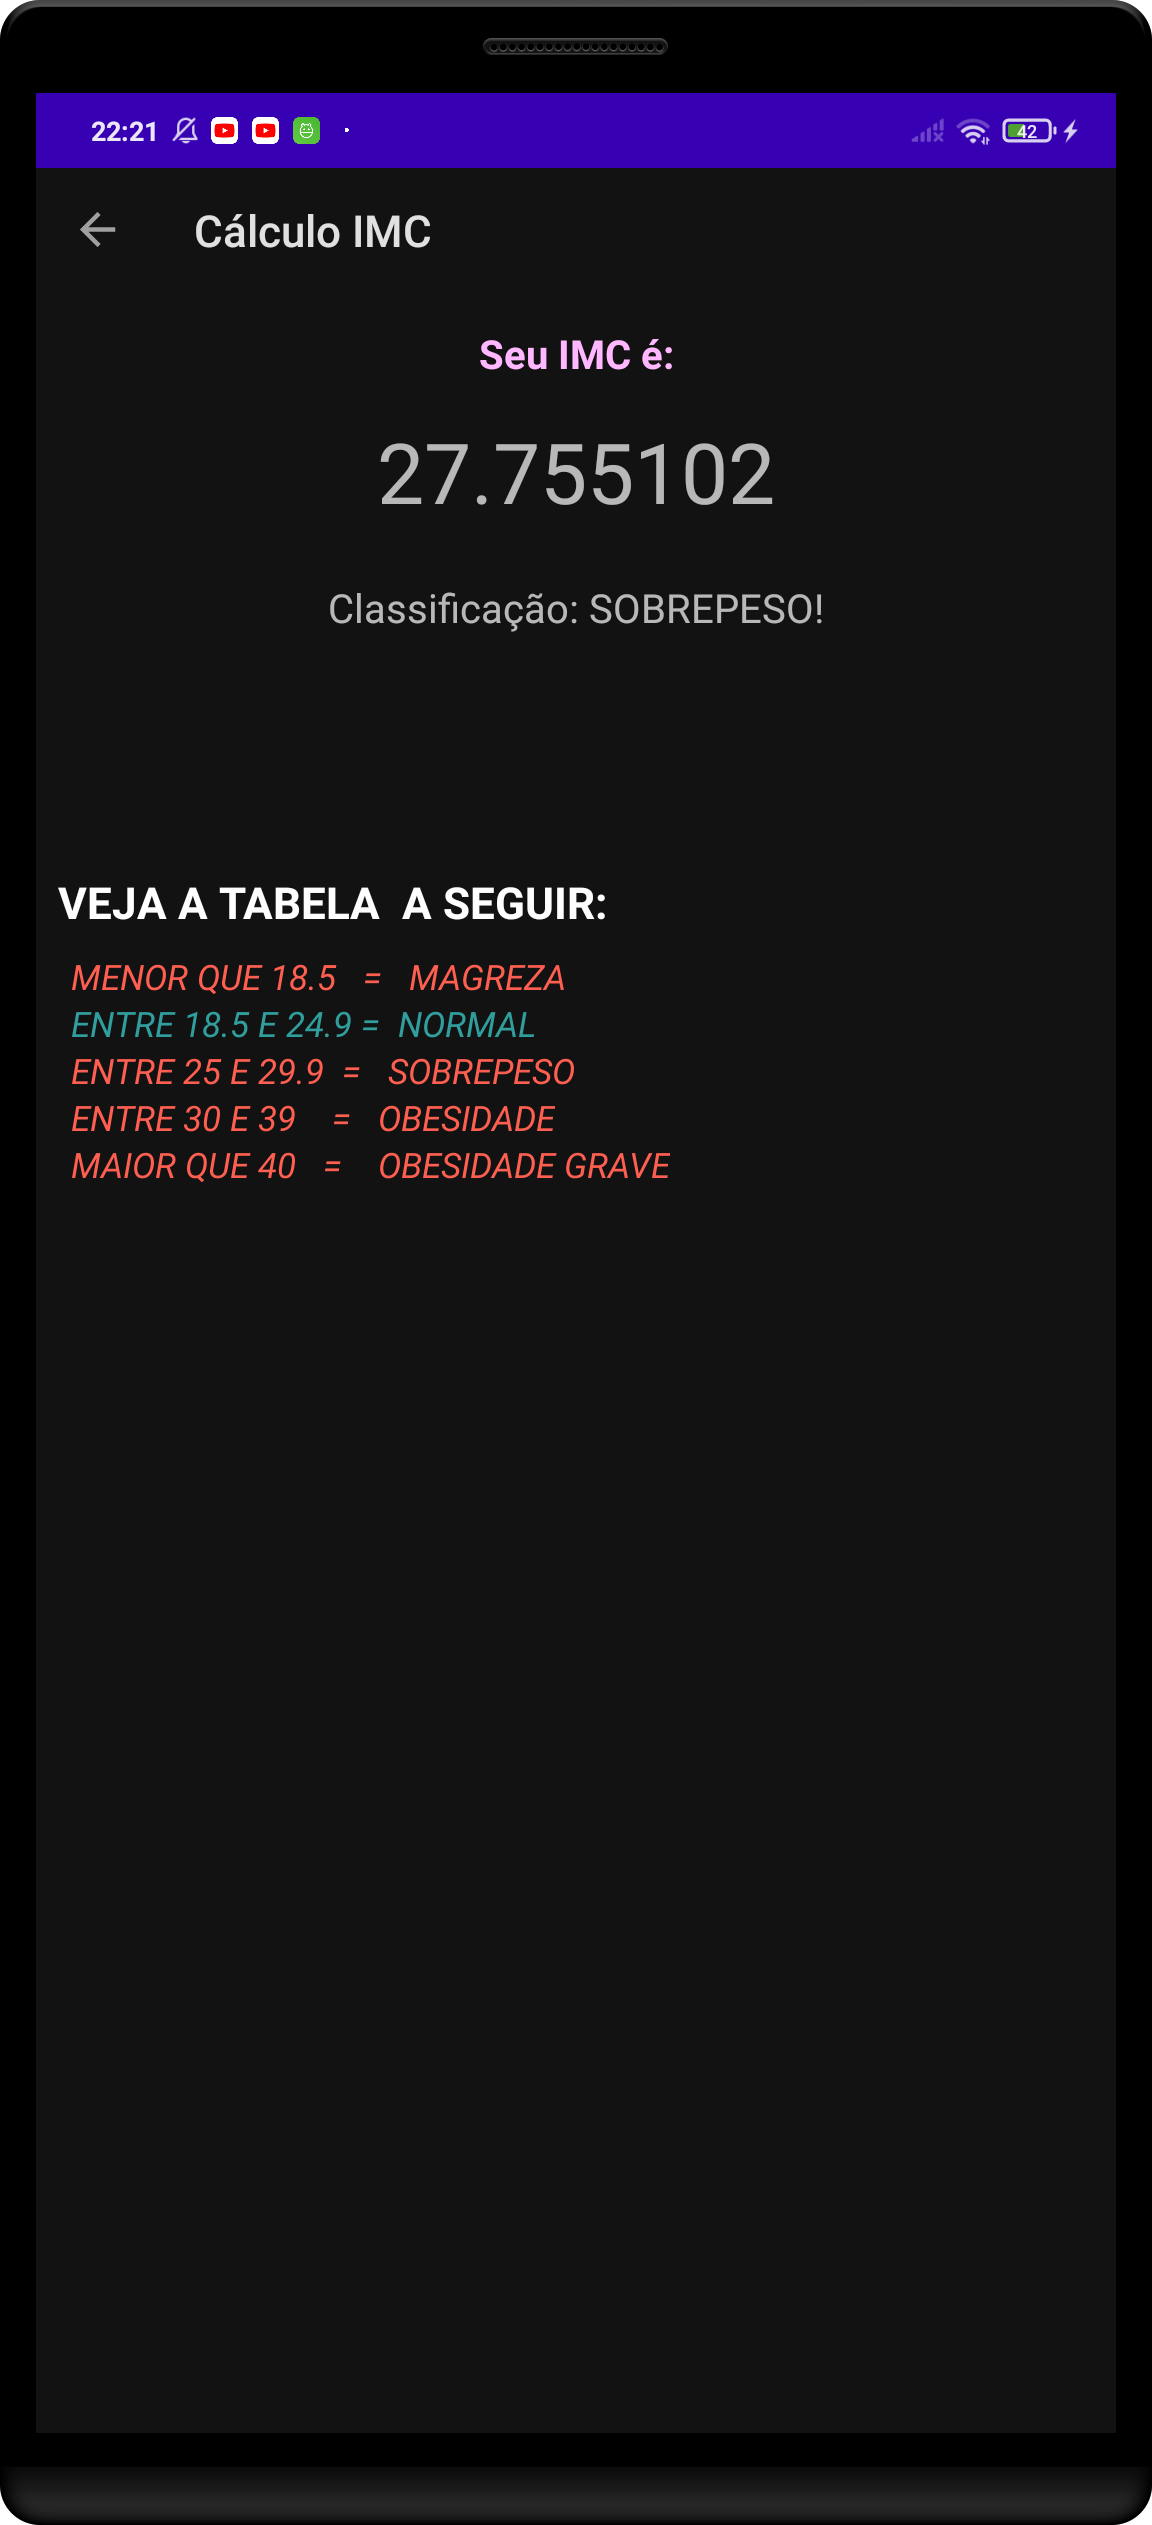 22:21
42
Cálculo IMC
Seu IMC é:
27.755102
Classificação: SOBREPESO!
VEJA A TABELA  A SEGUIR:
MENOR QUE 18.5   =   MAGREZA
ENTRE 18.5 E 24.9 =  NORMAL
ENTRE 25 E 29.9  =   SOBREPESO
ENTRE 30 E 39    =   OBESIDADE
MAIOR QUE 40   =    OBESIDADE GRAVE